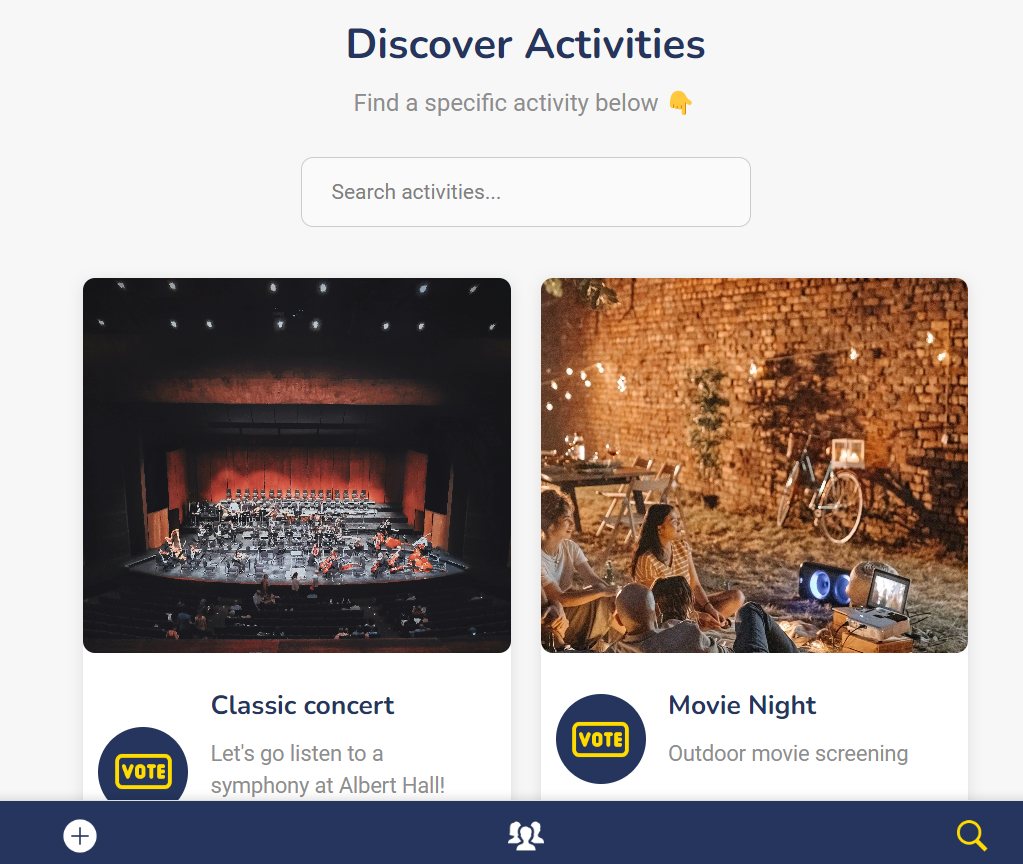 Discover Activities
Find a specific activity below 👇
Search activities...
Classic concert
VOTE
Let's go listen to a
symphony at Albert Hall!
Movie Night
VOTE
Outdoor movie screening